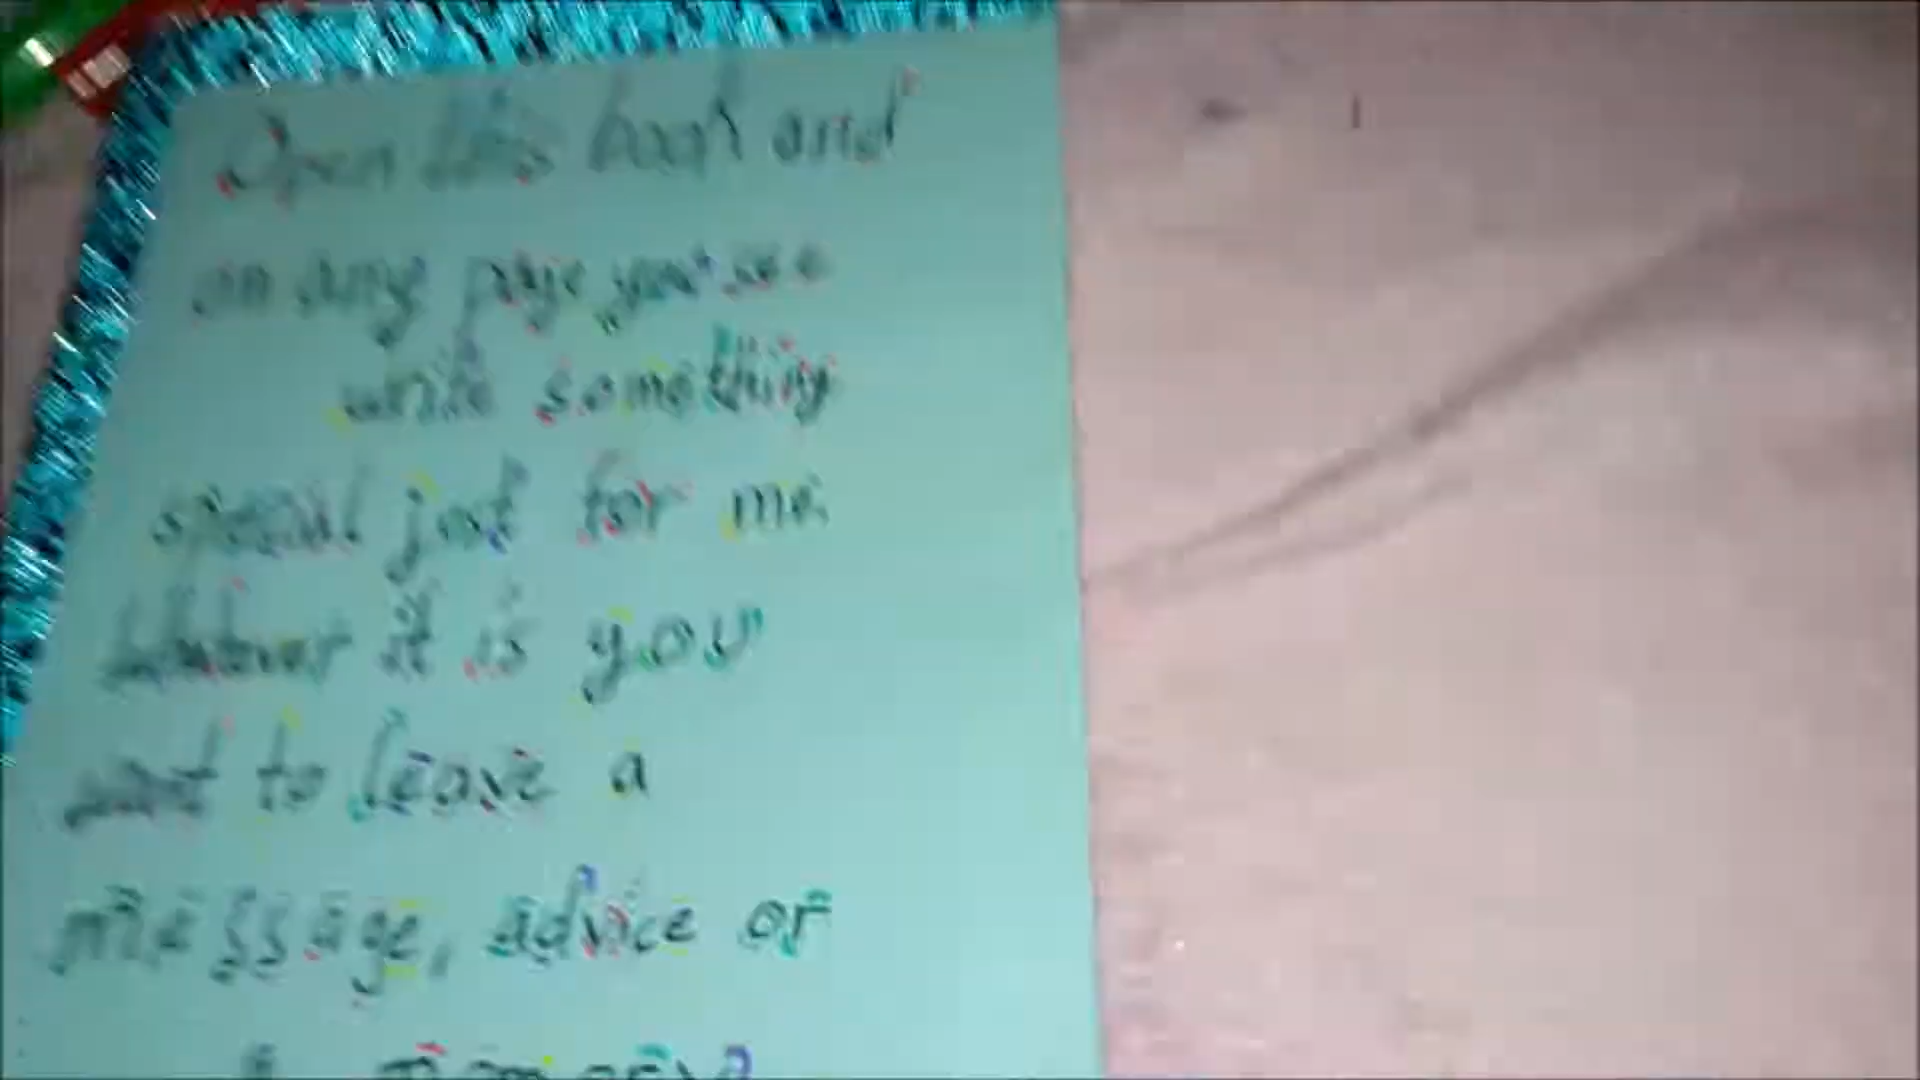 Open this book and
on any page you see
write something
special just for me
whatever it is you
want to leave a
message, advice or
memory